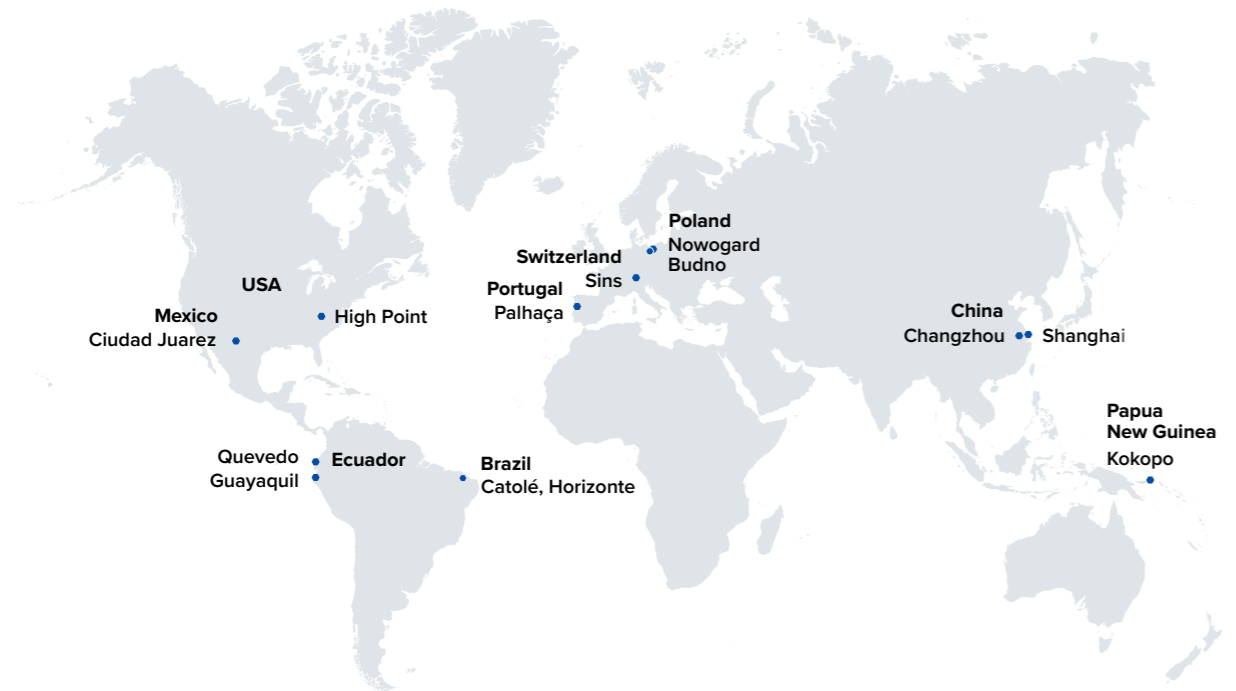 Poland
Nowogard
Budno
Switzerland
Sins
Portugal
Palhaça
USA
High Point
Mexico
Ciudad Juarez
China
Changzhou
Shanghai
Papua
New Guinea
Kokopo
Quevedo
Guayaquil
Ecuador
Brazil
Catolé, Horizonte